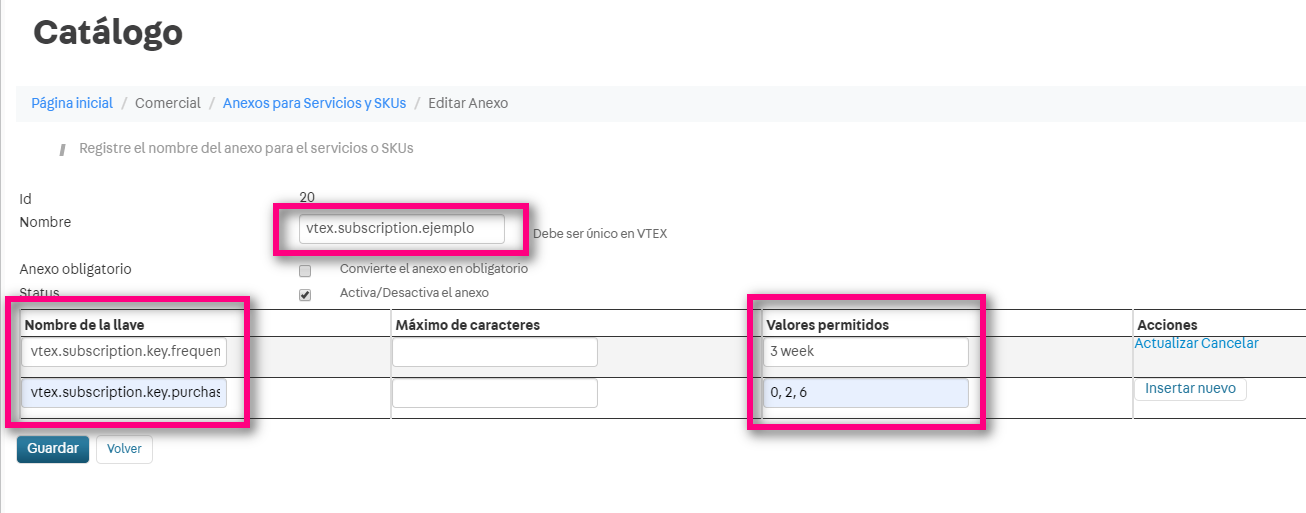 Catálogo
Página inicial / Comercial / Anexos para Servicios y SKUs / Editar Anexo
Registre el nombre del anexo para el servicios o SKUs
Id 20
Nombre vtex.subscription.ejemplo Debe ser único en VTEX
Anexo obligatorio Convierte el anexo en obligatorio
Status Activa/Desactiva el anexo
Nombre de la llave Máximo de caracteres Valores permitidos Acciones
vtex.subscription.key.frequen 3 week Actualizar Cancelar
vtex.subscription.key.purchas 0, 2, 6 Insertar nuevo
Guardar Volver